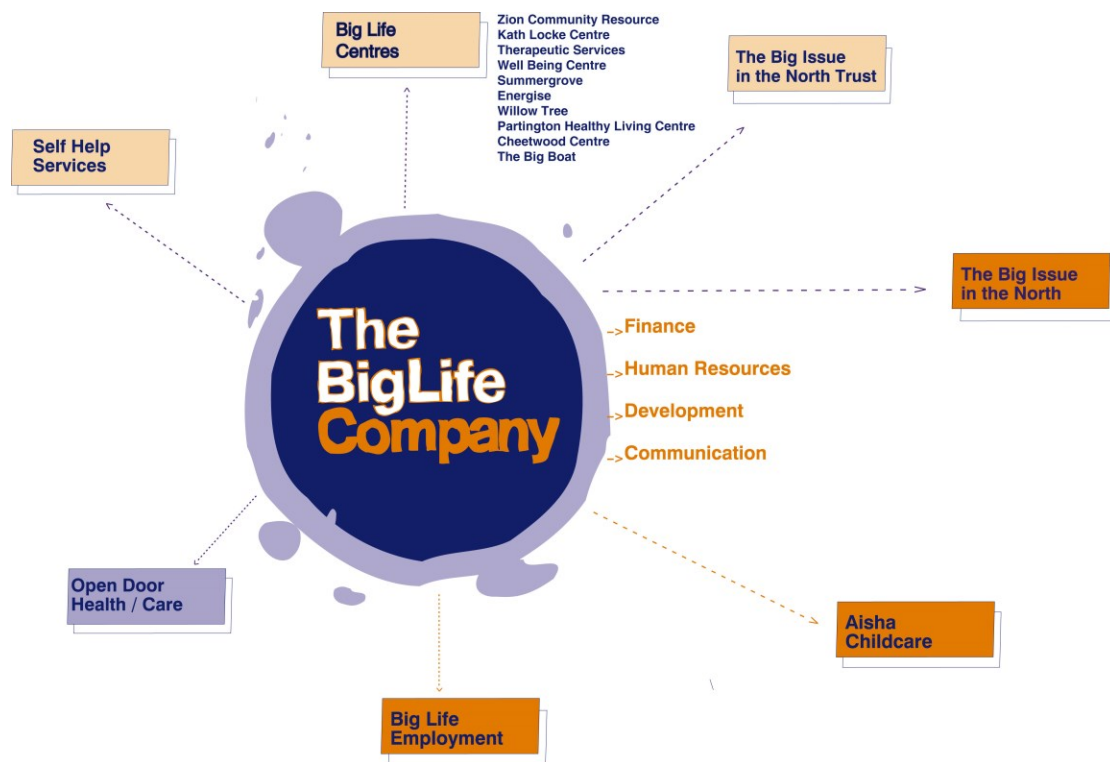 Big Life
Centres
Zion Community Resource
Kath Locke Centre
Therapeutic Services
Well Being Centre
Summergrove
Energise
Willow Tree
Partington Healthy Living Centre
Cheetwood Centre
The Big Boat
The Big Issue
in the North Trust
Self Help
Services
The Big Issue
in the North
The
BigLife
Company
Finance
Human Resources
Development
Communication
Open Door
Health / Care
Aisha
Childcare
Big Life
Employment